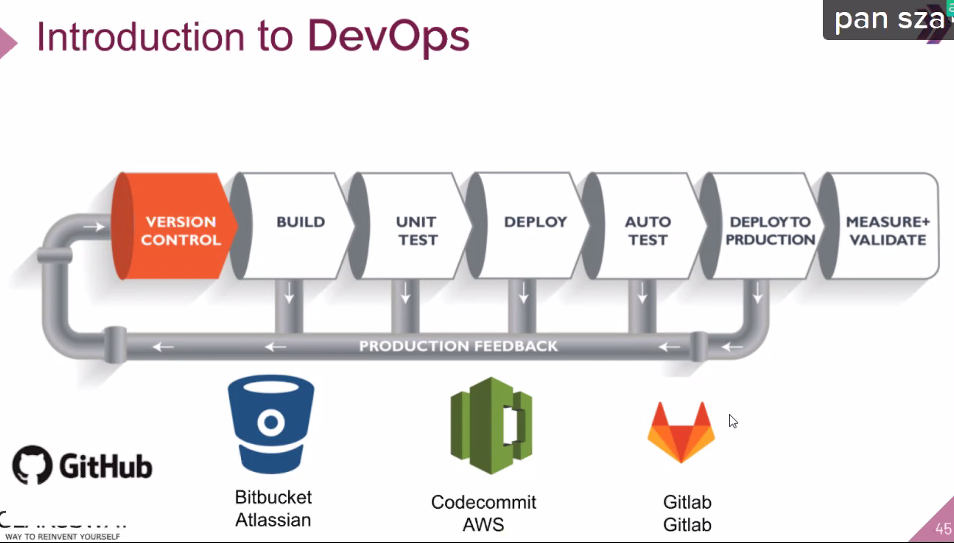 Introduction to DevOps
pan sza
VERSION
CONTROL
BUILD
UNIT
TEST
DEPLOY
AUTO
TEST
DEPLOY TO
PRDUCTION
MEASURE+
VALIDATE
PRODUCTION FEEDBACK
GitHub
Bitbucket
Atlassian
Codecommit
AWS
Gitlab
Gitlab
WAY TO REINVENT YOURSELF
45